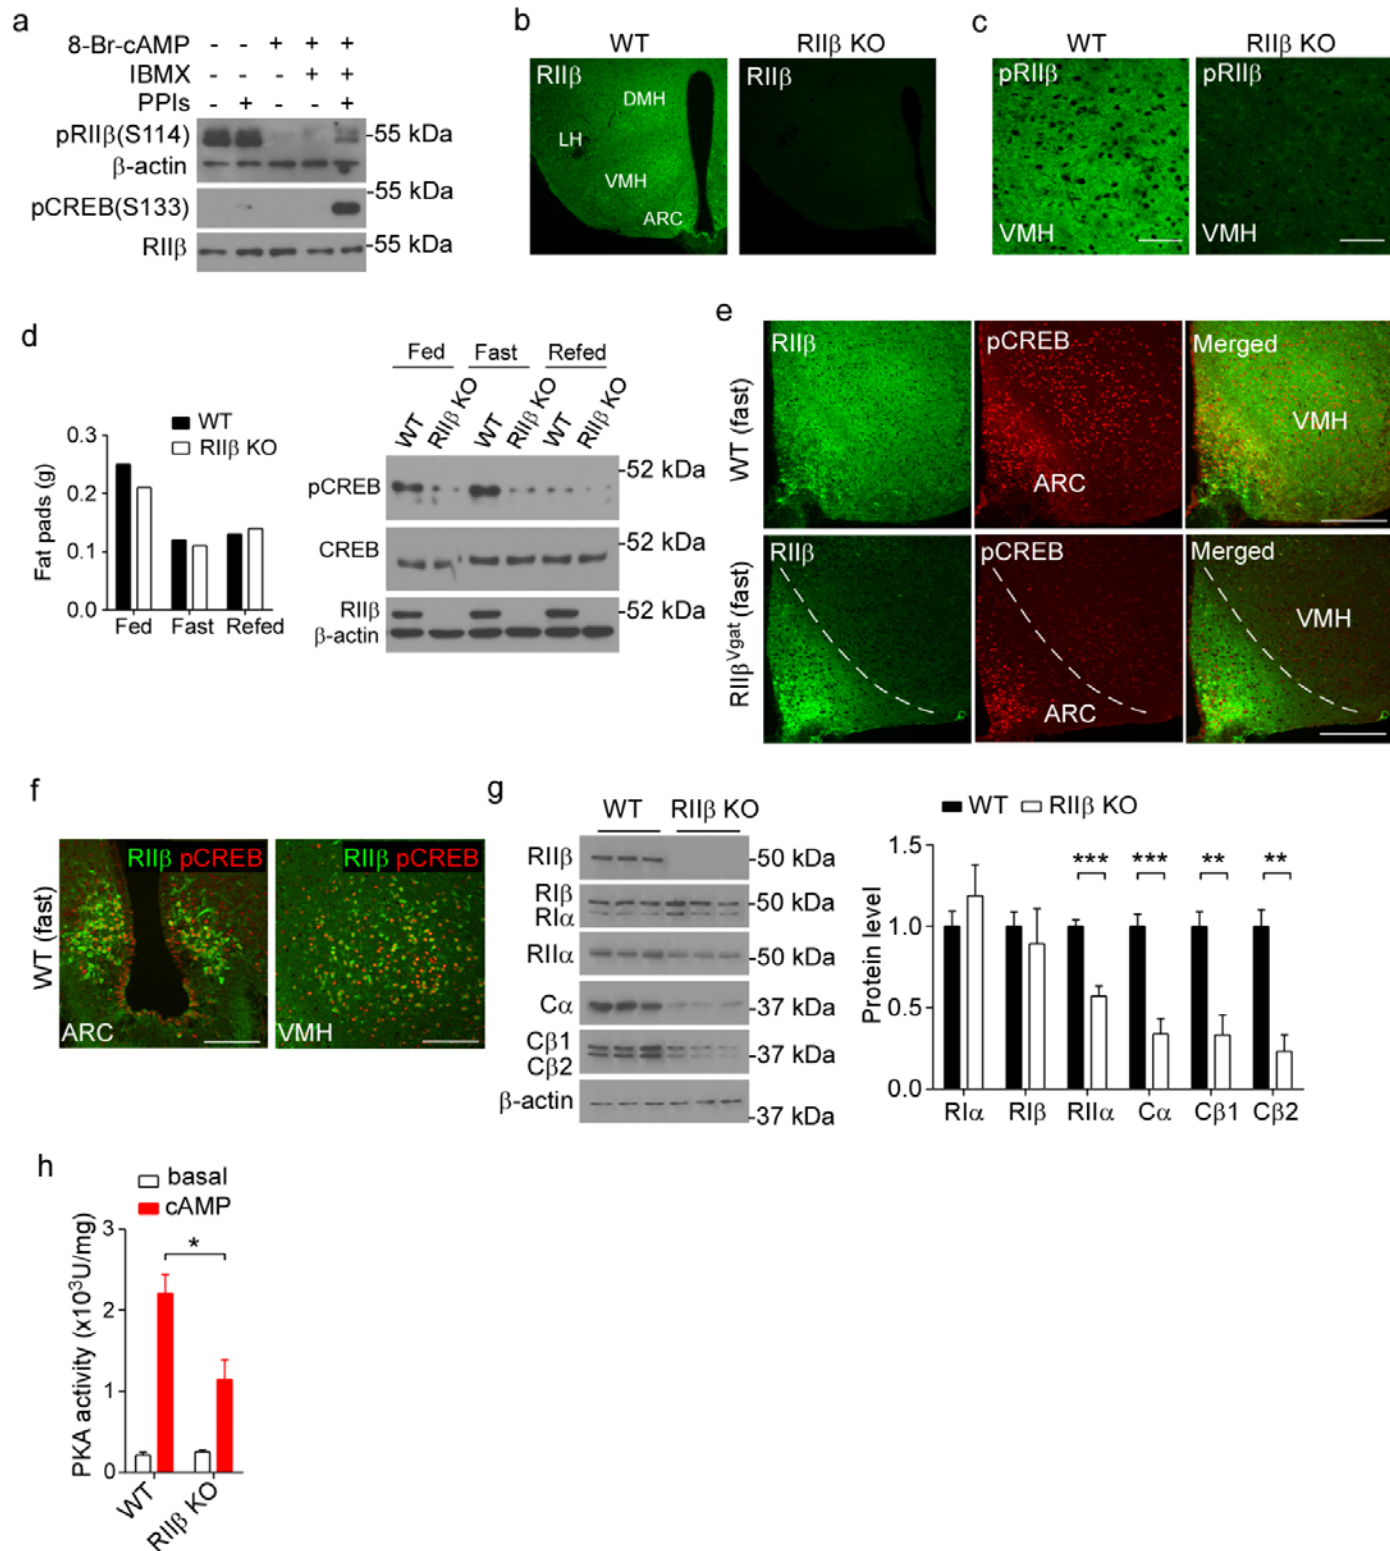 a
8-Br-cAMP - - + + +
IBMX - - - + +
PPIs - + - - +
pRIIβ(S114)
-55 kDa
β-actin
-55 kDa
pCREB(S133)
RIIβ
-55 kDa
b
WT RIIβ KO
RIIβ
DMH
LH
VMH
ARC
RIIβ
c
WT RIIβ KO
pRIIβ
VMH
pRIIβ
VMH
d
WT
RIIβ KO
Fat pads (g)
0.3
0.2
0.1
0.0
Fed Fast Refed
Fed Fast Refed
WT RIIβ KO WT RIIβ KO WT RIIβ KO
pCREB
-52 kDa
CREB
-52 kDa
RIIβ
-52 kDa
β-actin
e
WT (fast)
RIIβ
pCREB
ARC
Merged
VMH
RIIβVgat (fast)
RIIβ
pCREB
ARC
Merged
VMH
f
WT (fast)
RIIβ pCREB
ARC
RIIβ pCREB
VMH
g
WT RIIβ KO
RIIβ -50 kDa
RIβ -50 kDa
RIα
RIIα -50 kDa
Cα -37 kDa
Cβ1 -37 kDa
Cβ2
β-actin -37 kDa
WT RIIβ KO
Protein level
1.5
1.0
0.5
0.0
*** *** ** **
RIα RIβ RIIα Cα Cβ1 Cβ2
h
basal
cAMP
PKA activity (x10³U/mg)
3
2
1
0
*
WT RIIβ KO